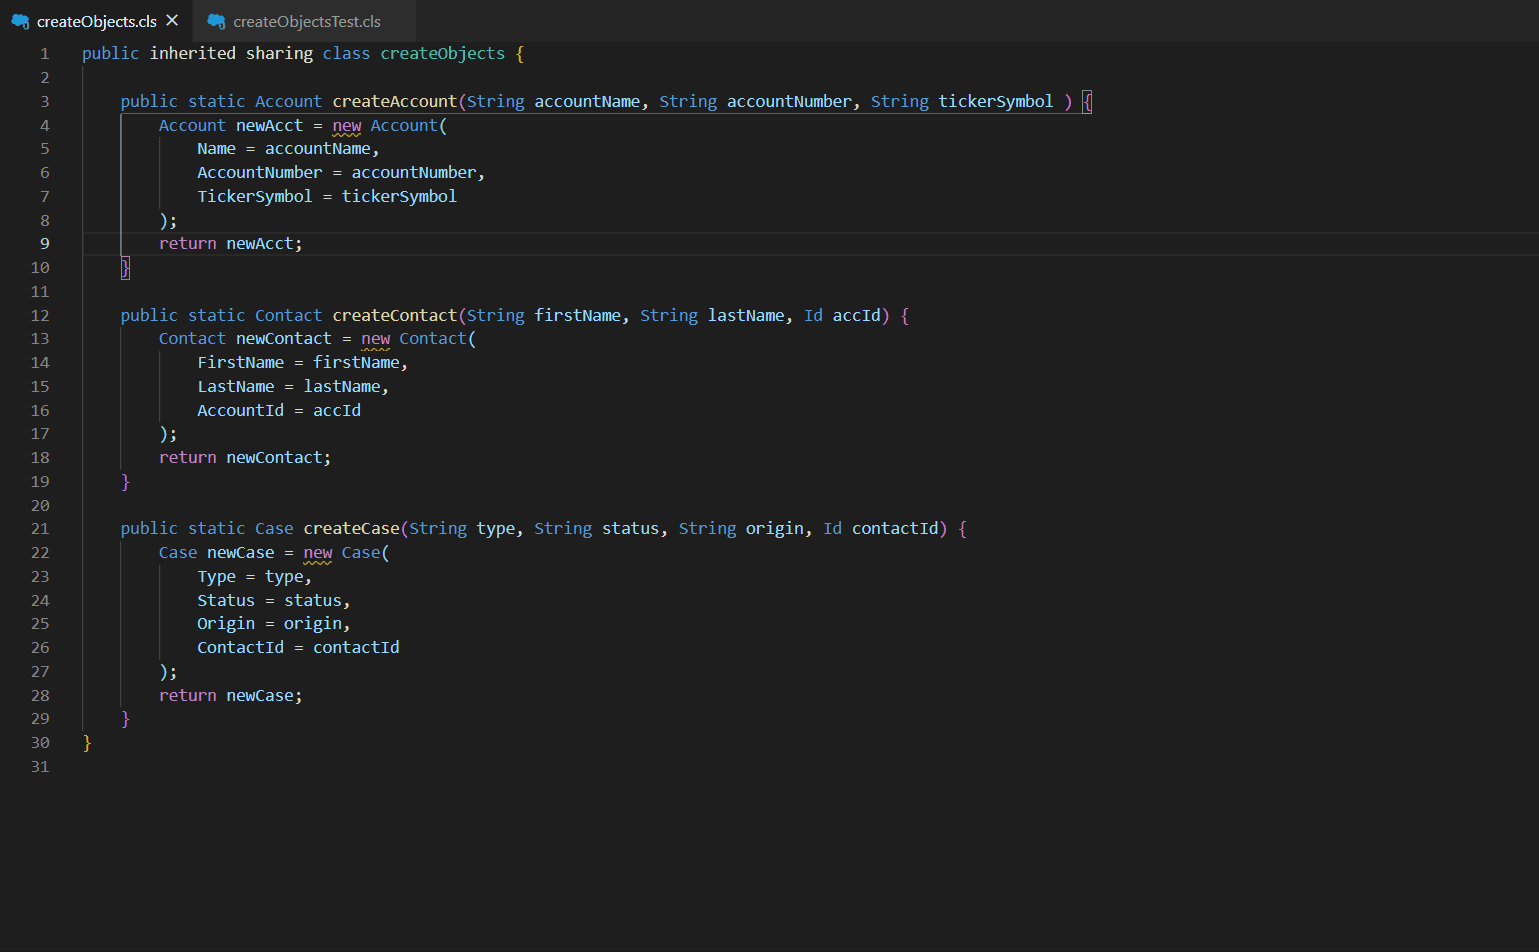 createObjects.cls createObjectsTest.cls
1 public inherited sharing class createObjects {
2
3 public static Account createAccount(String accountName, String accountNumber, String tickerSymbol ) {
4 Account newAcct = new Account(
5 Name = accountName,
6 AccountNumber = accountNumber,
7 TickerSymbol = tickerSymbol
8 );
9 return newAcct;
10 }
11
12 public static Contact createContact(String firstName, String lastName, Id accId) {
13 Contact newContact = new Contact(
14 FirstName = firstName,
15 LastName = lastName,
16 AccountId = accId
17 );
18 return newContact;
19 }
20
21 public static Case createCase(String type, String status, String origin, Id contactId) {
22 Case newCase = new Case(
23 Type = type,
24 Status = status,
25 Origin = origin,
26 ContactId = contactId
27 );
28 return newCase;
29 }
30 }
31